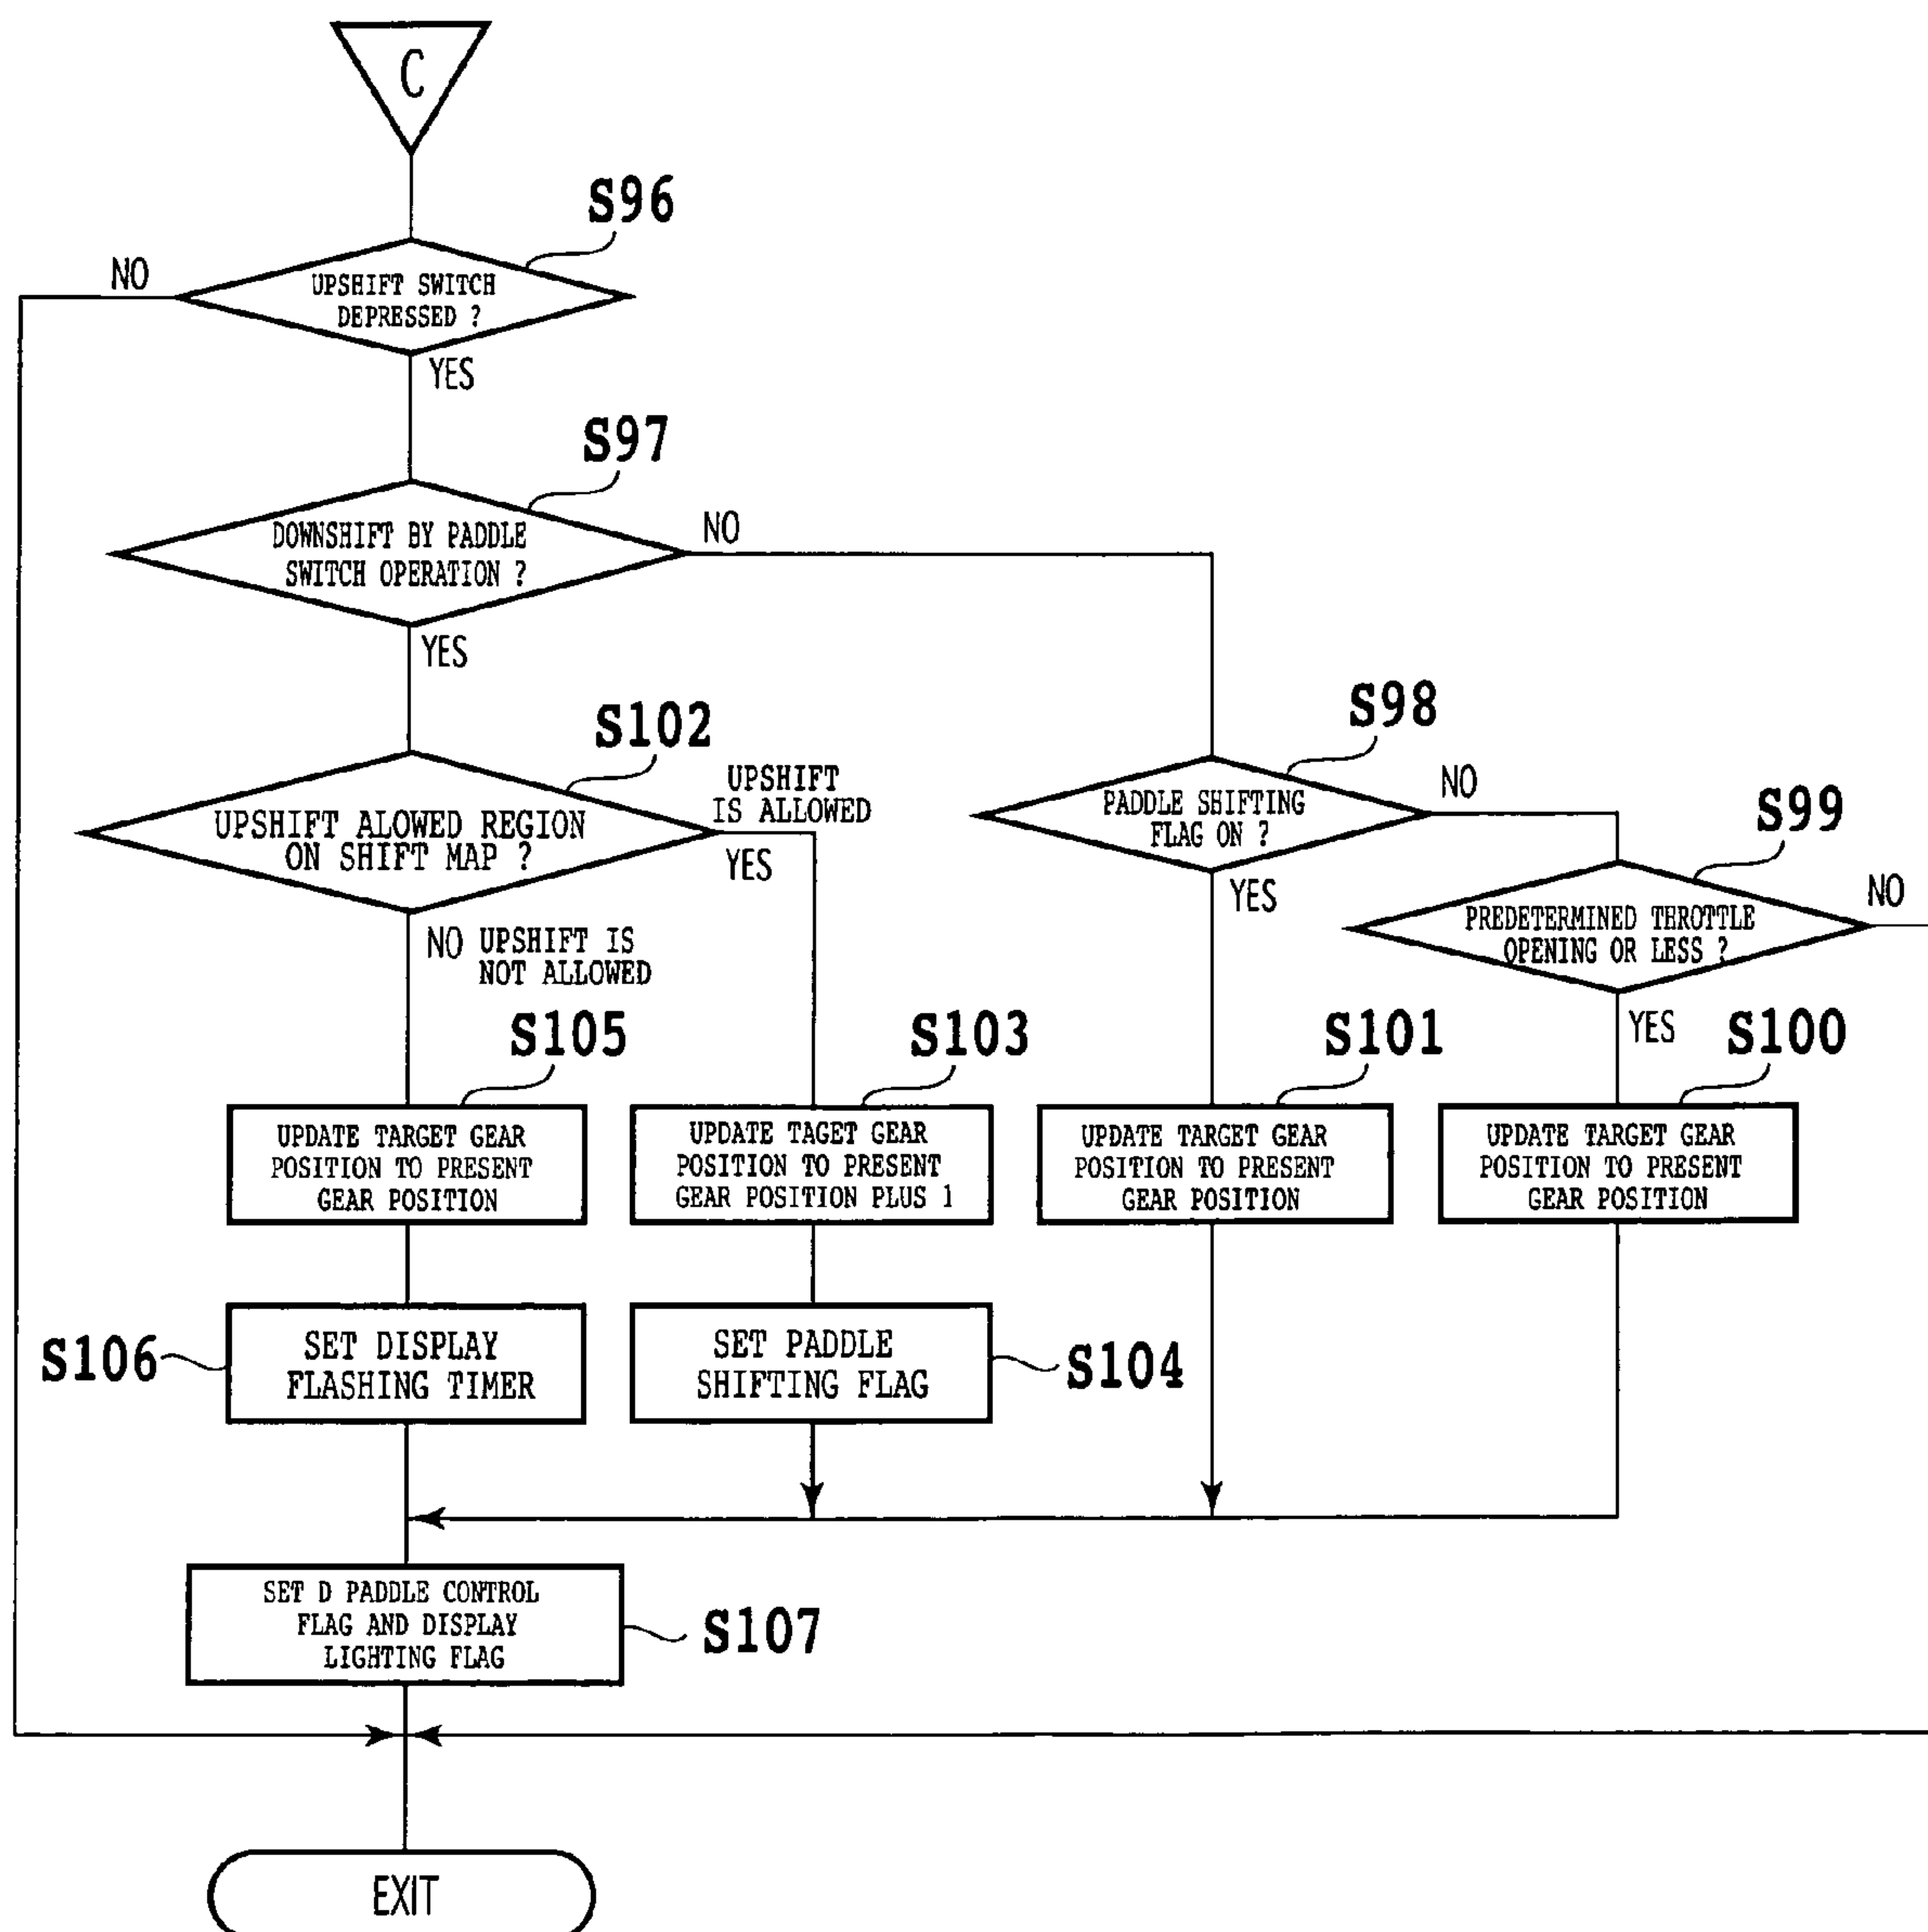 C
S96
NO
UPSHIFT SWITCH
DEPRESSED ?
YES
S97
DOWNSHIFT BY PADDLE
SWITCH OPERATION ?
NO
YES
S102
UPSHIFT ALOWED REGION
ON SHIFT MAP ?
UPSHIFT
IS ALLOWED
YES
NO UPSHIFT IS
NOT ALLOWED
S98
PADDLE SHIFTING
FLAG ON ?
NO
YES
S99
PREDETERMINED THROTTLE
OPENING OR LESS ?
NO
YES
S105
UPDATE TARGET GEAR
POSITION TO PRESENT
GEAR POSITION
S103
UPDATE TAGET GEAR
POSITION TO PRESENT
GEAR POSITION PLUS 1
S101
UPDATE TARGET GEAR
POSITION TO PRESENT
GEAR POSITION
S100
UPDATE TARGET GEAR
POSITION TO PRESENT
GEAR POSITION
S106
SET DISPLAY
FLASHING TIMER
SET PADDLE
SHIFTING FLAG
S104
SET D PADDLE CONTROL
FLAG AND DISPLAY
LIGHTING FLAG
S107
EXIT